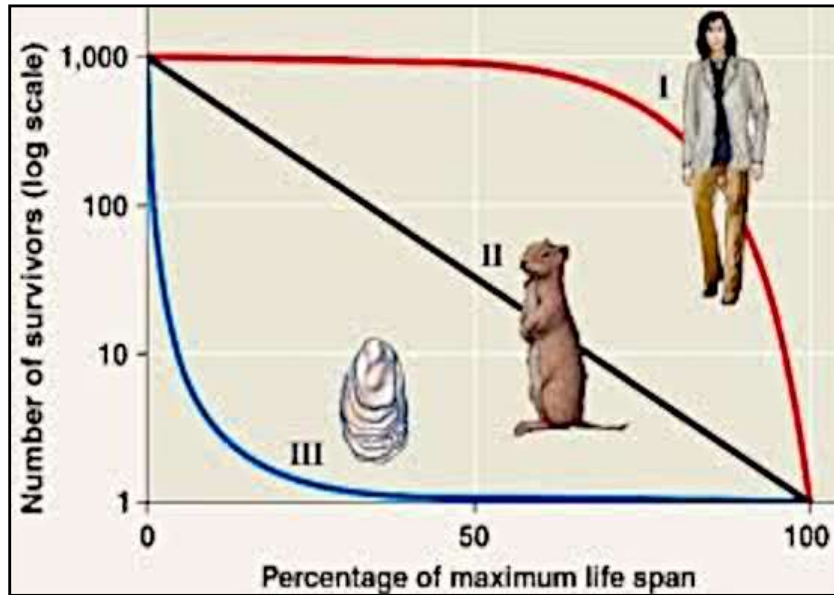 Number of survivors (log scale)
1,000
100
10
1
I
II
III
0
50
100
Percentage of maximum life span